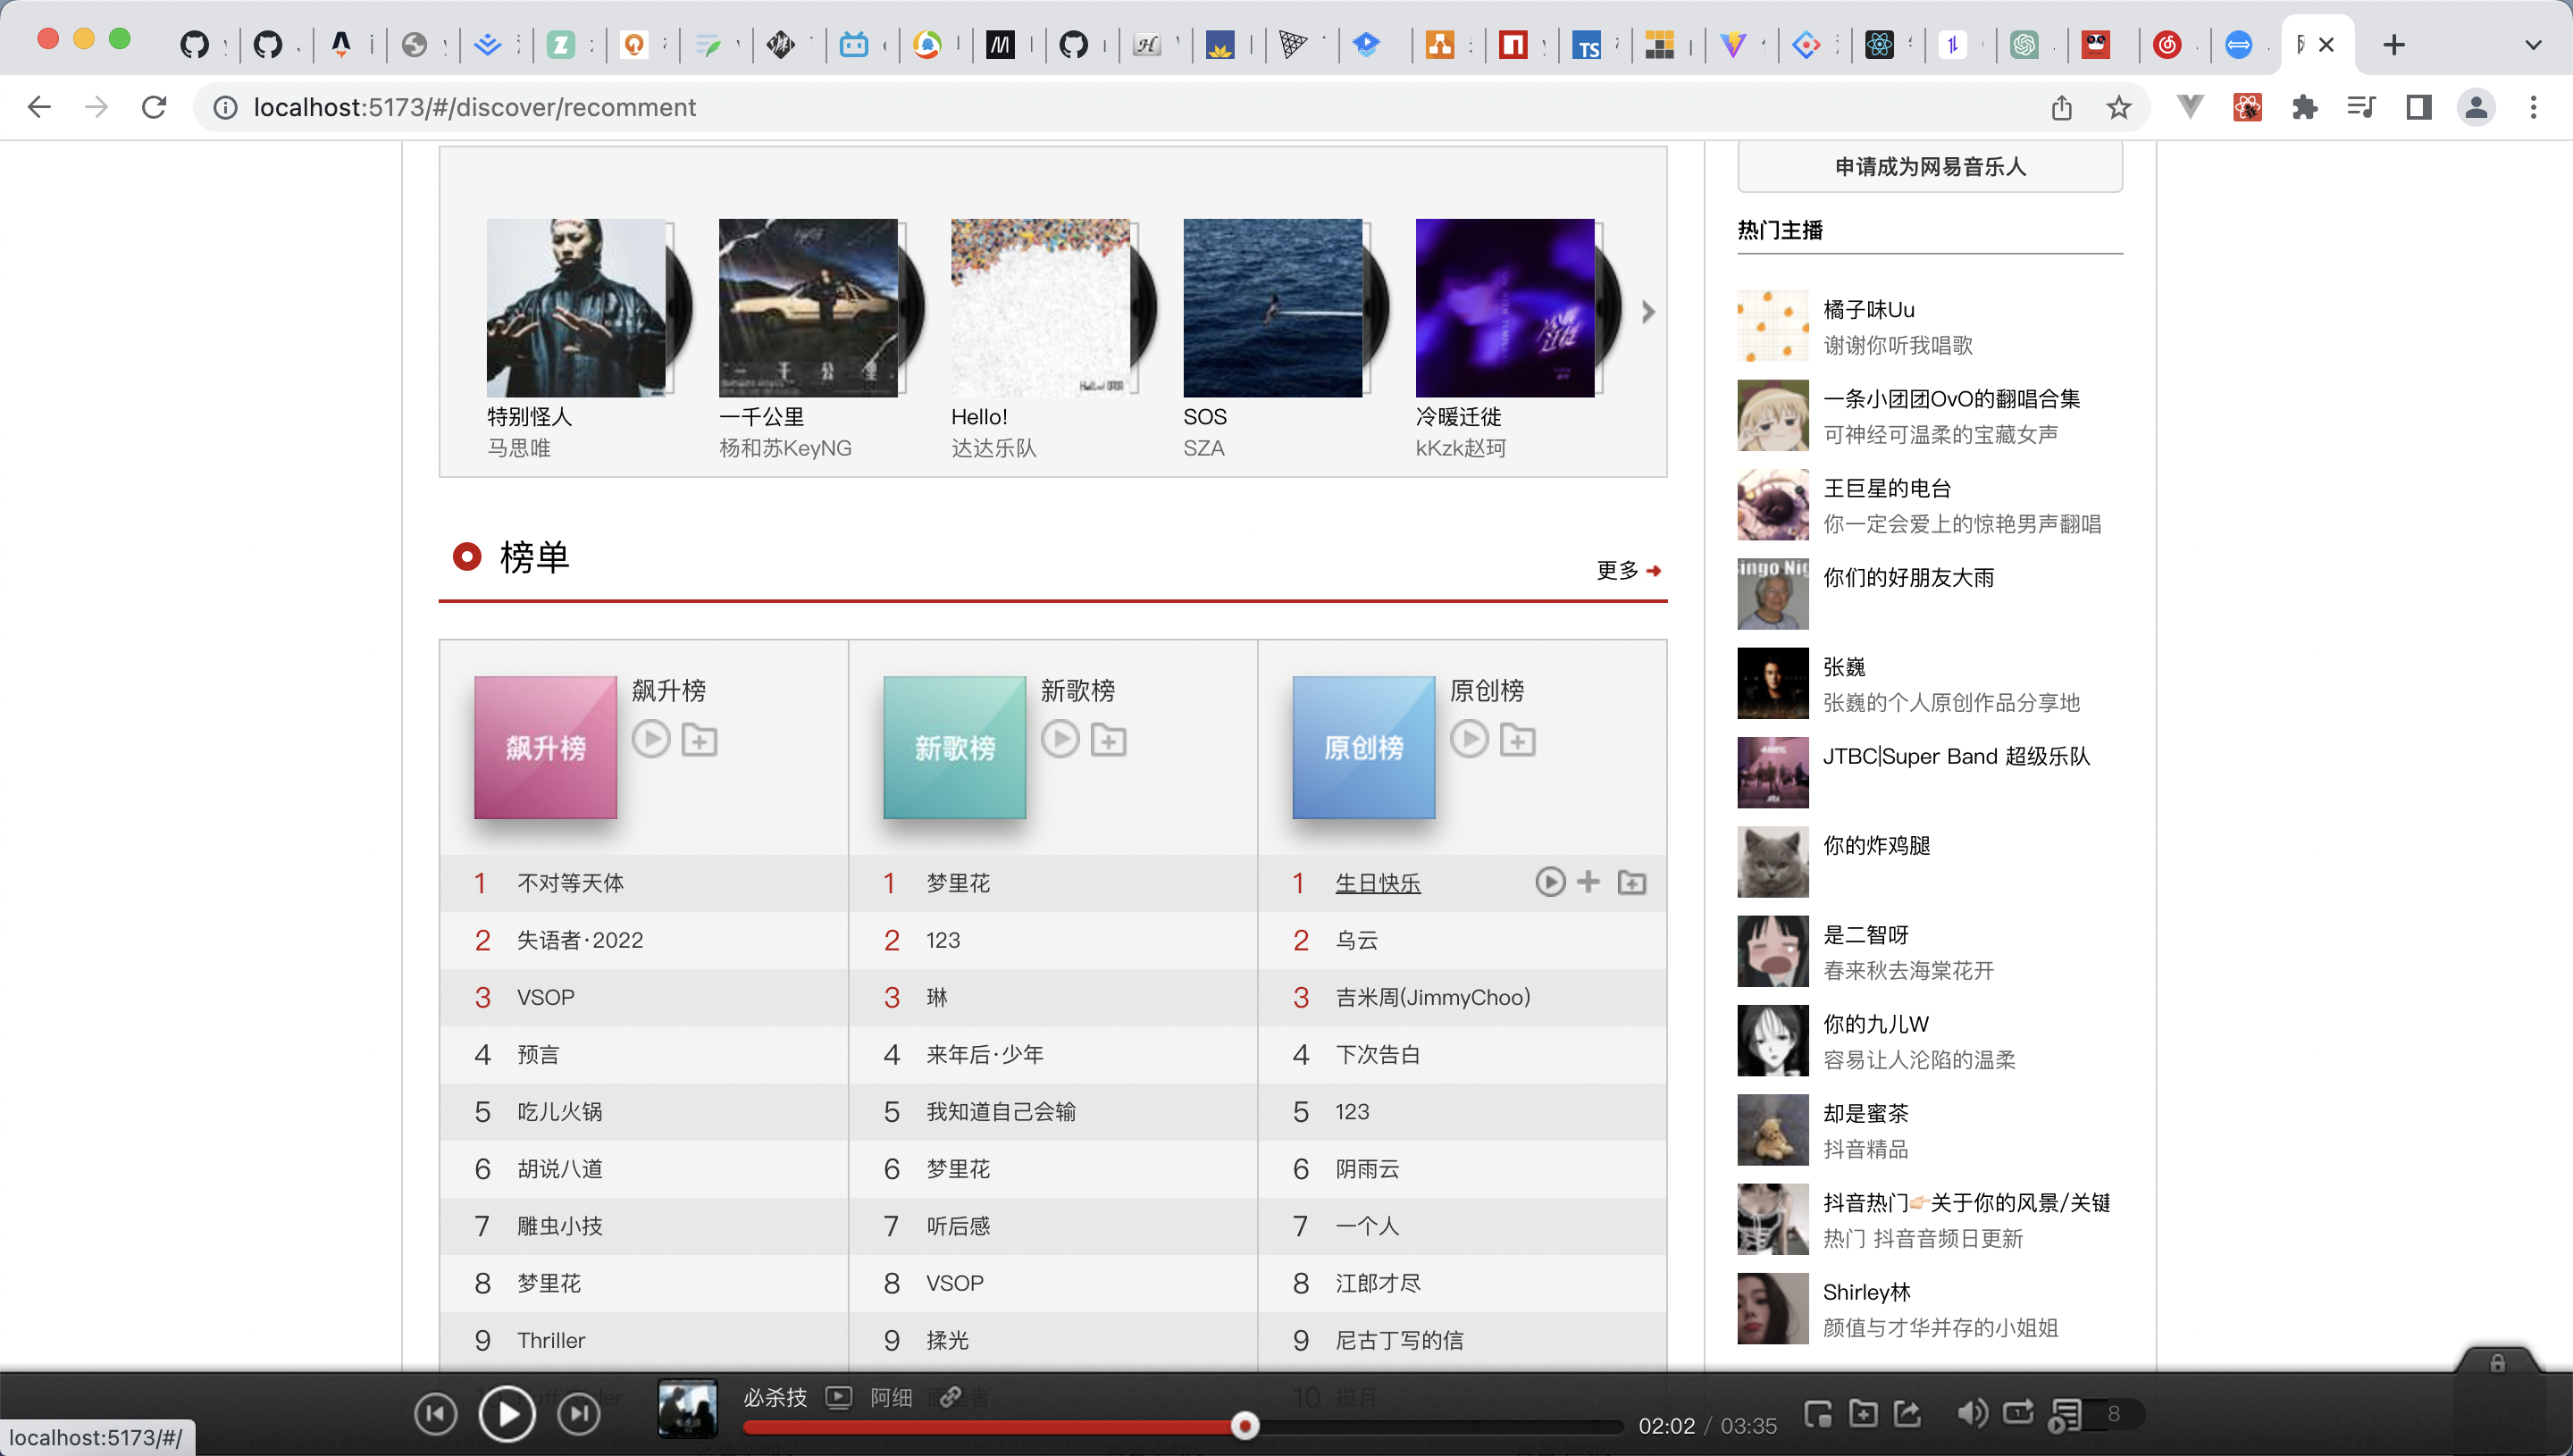 localhost:5173/#/discover/recomment
特别怪人
马思唯
一千公里
杨和苏KeyNG
Hello!
达达乐队
SOS
SZA
冷暖迁徙
kKzk赵珂
榜单
更多
飙升榜
飙升榜
1 不对等天体
2 失语者·2022
3 VSOP
4 预言
5 吃儿火锅
6 胡说八道
7 雕虫小技
8 梦里花
9 Thriller
新歌榜
新歌榜
1 梦里花
2 123
3 琳
4 来年后·少年
5 我知道自己会输
6 梦里花
7 听后感
8 VSOP
9 揉光
原创榜
原创榜
1 生日快乐
2 乌云
3 吉米周(JimmyChoo)
4 下次告白
5 123
6 阴雨云
7 一个人
8 江郎才尽
9 尼古丁写的信
10 揽月
申请成为网易音乐人
热门主播
橘子味Uu
谢谢你听我唱歌
一条小团团OvO的翻唱合集
可神经可温柔的宝藏女声
王巨星的电台
你一定会爱上的惊艳男声翻唱
你们的好朋友大雨
张巍
张巍的个人原创作品分享地
JTBC|Super Band 超级乐队
你的炸鸡腿
是二智呀
春来秋去海棠花开
你的九儿W
容易让人沦陷的温柔
却是蜜茶
抖音精品
抖音热门👉🏻关于你的风景/关键
热门 抖音音频日更新
Shirley林
颜值与才华并存的小姐姐
必杀技 阿细
02:02 / 03:35
8
localhost:5173/#/